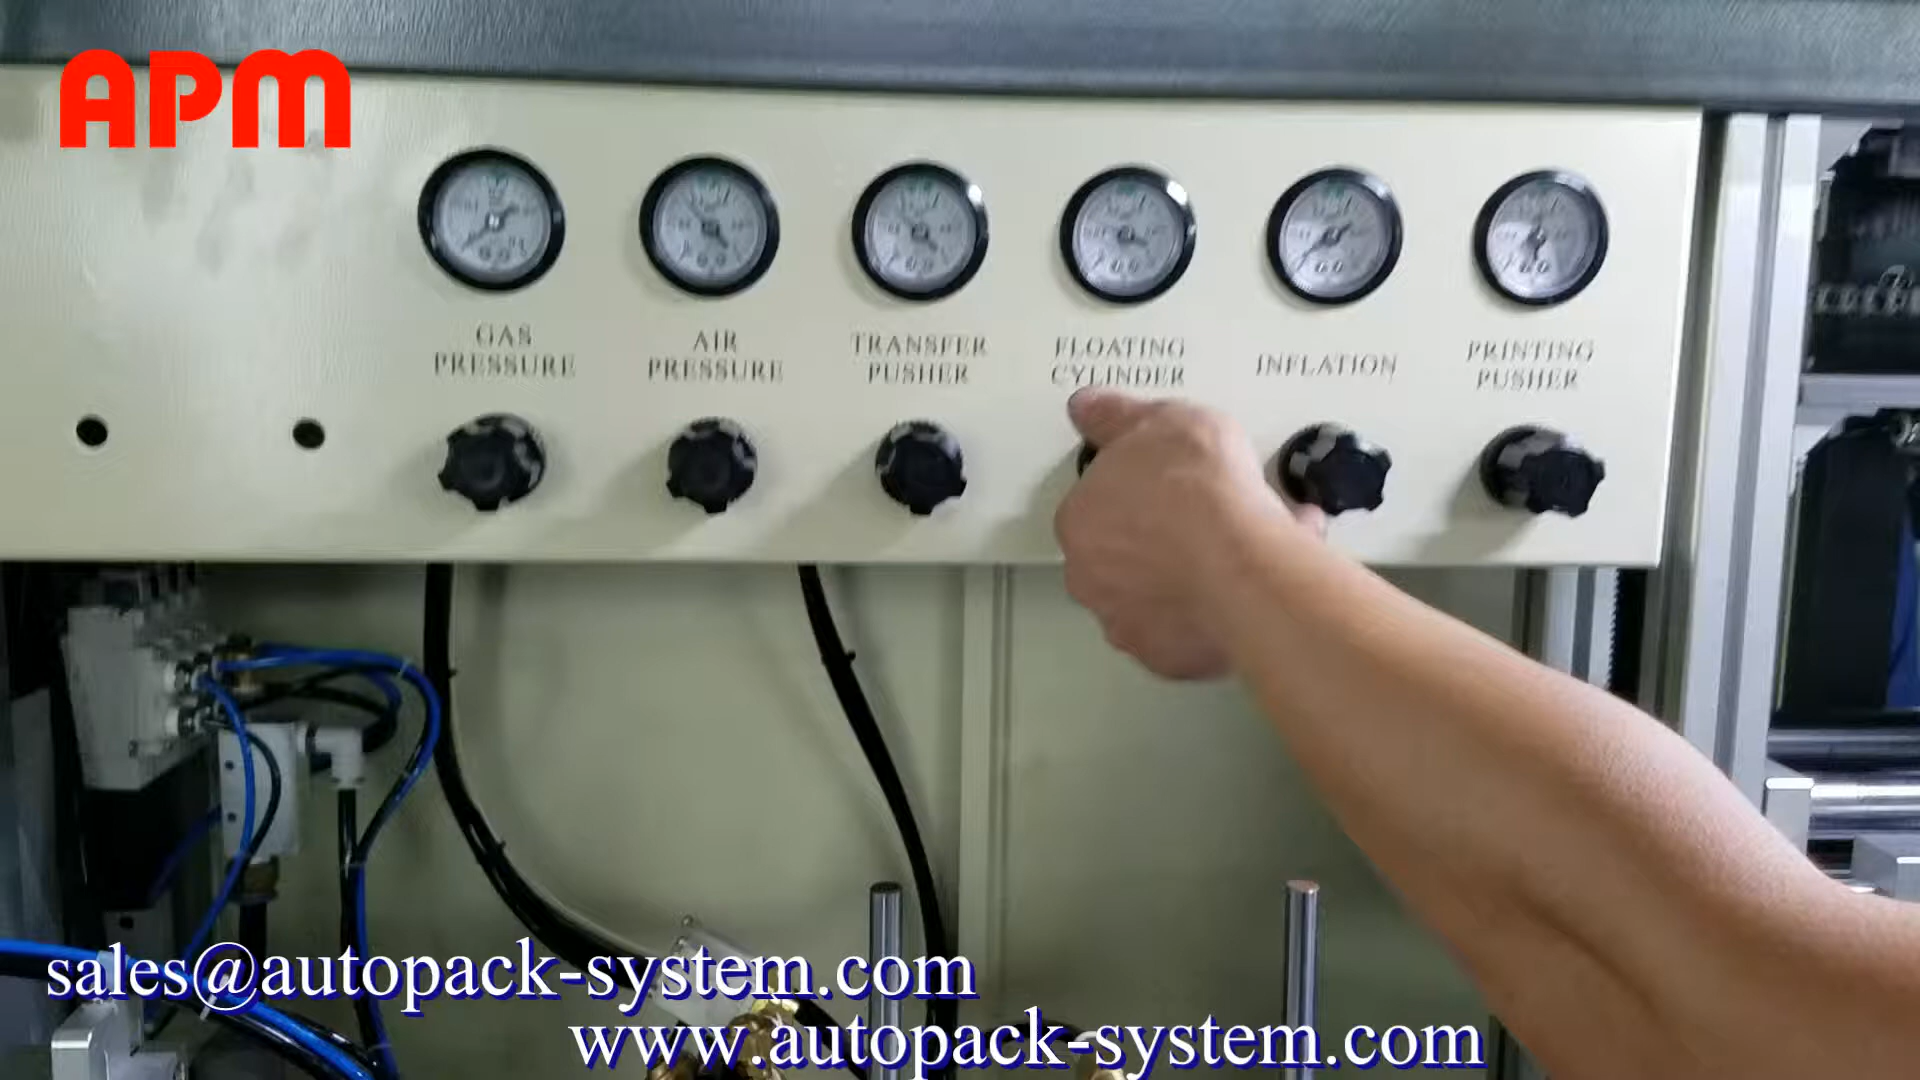 APM
GAS
PRESSURE
AIR
PRESSURE
TRANSFER
PUSHER
FLOATING
CYLINDER
INFLATION
PRINTING
PUSHER
sales@autopack-system.com
www.autopack-system.com